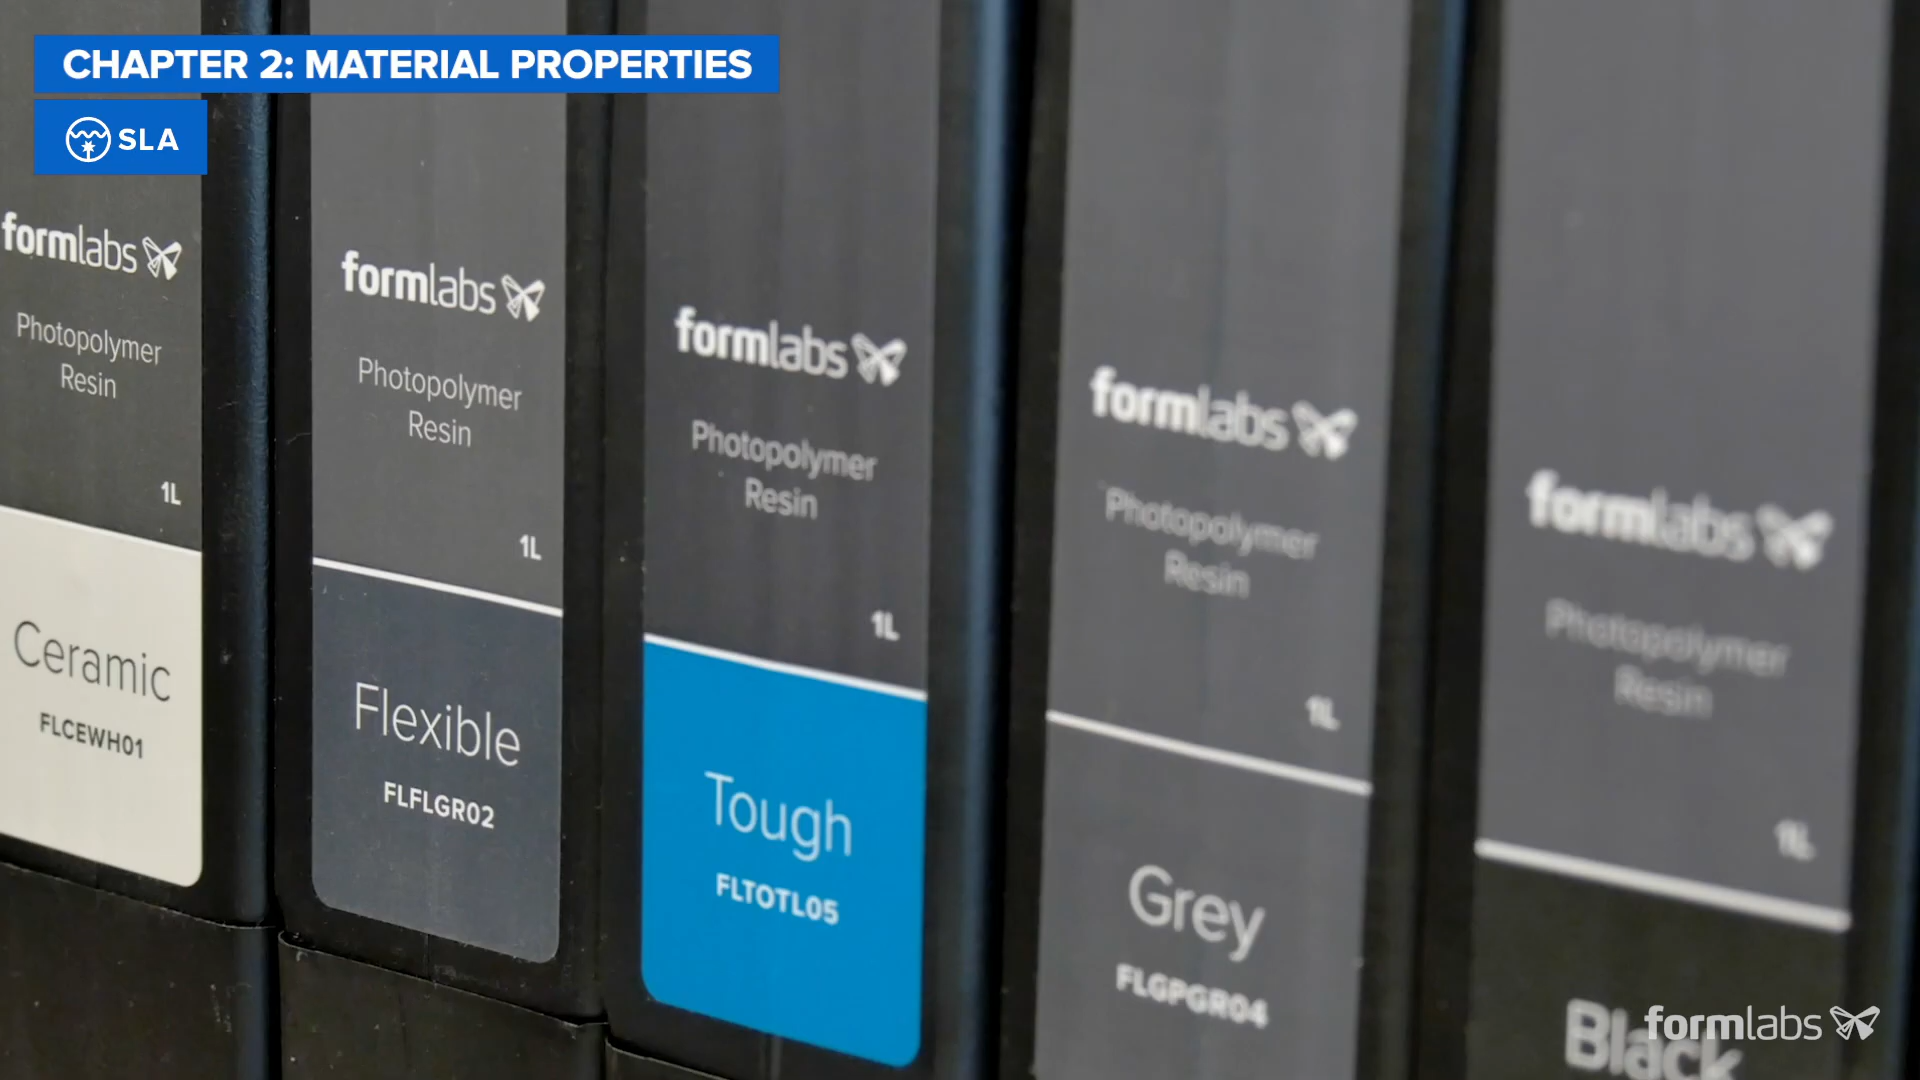 CHAPTER 2: MATERIAL PROPERTIES
SLA
formlabs
Photopolymer
Resin
1L
Ceramic
FLCEWH01
formlabs
Photopolymer
Resin
1L
Flexible
FLFLGR02
formlabs
Photopolymer
Resin
1L
Tough
FLTOTL05
formlabs
Photopolymer
Resin
1L
Grey
FLGPGR04
formlabs
Photopolymer
Resin
1L
Black
formlabs